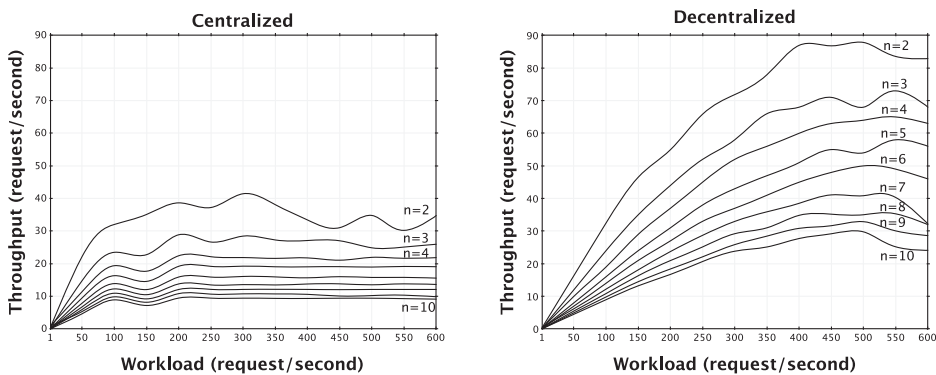 Centralized
Throughput (request/second)
90
80
70
60
50
40
30
20
10
0
n=2
n=3
n=4
n=10
1 50 100 150 200 250 300 350 400 450 500 550 600
Workload (request/second)
Decentralized
Throughput (request/second)
90
80
70
60
50
40
30
20
10
0
n=2
n=3
n=4
n=5
n=6
n=7
n=8
n=9
n=10
1 50 100 150 200 250 300 350 400 450 500 550 600
Workload (request/second)